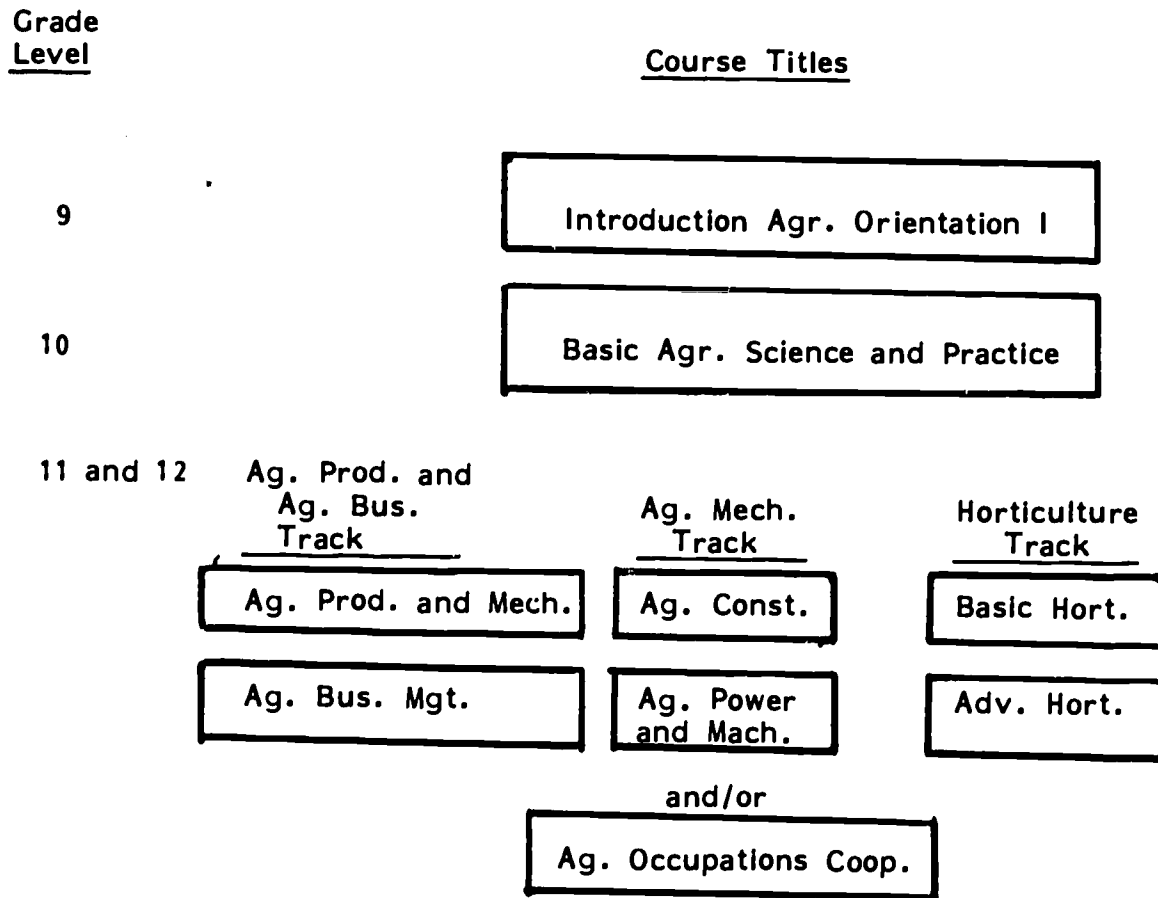 Grade
Level
Course Titles
9
Introduction Agr. Orientation I
10
Basic Agr. Science and Practice
11 and 12
Ag. Prod. and
Ag. Bus.
Track
Ag. Mech.
Track
Horticulture
Track
Ag. Prod. and Mech.
Ag. Const.
Basic Hort.
Ag. Bus. Mgt.
Ag. Power
and Mach.
Adv. Hort.
and/or
Ag. Occupations Coop.